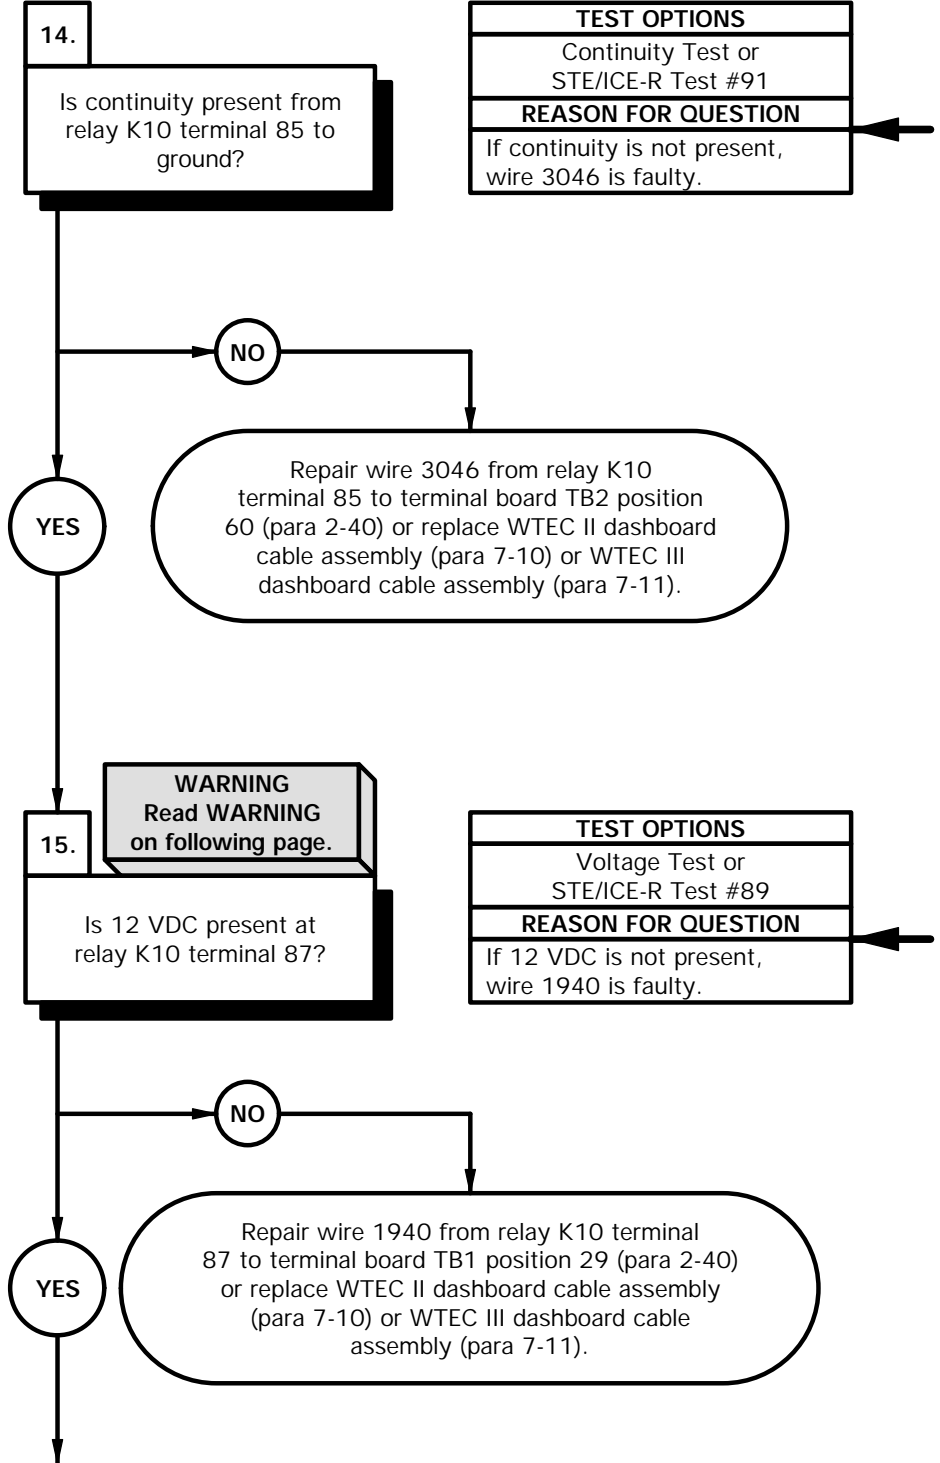 14.
Is continuity present from
relay K10 terminal 85 to
ground?
TEST OPTIONS
Continuity Test or
STE/ICE-R Test #91
REASON FOR QUESTION
If continuity is not present,
wire 3046 is faulty.
NO
YES
Repair wire 3046 from relay K10
terminal 85 to terminal board TB2 position
60 (para 2-40) or replace WTEC II dashboard
cable assembly (para 7-10) or WTEC III
dashboard cable assembly (para 7-11).
WARNING
Read WARNING
on following page.
15.
Is 12 VDC present at
relay K10 terminal 87?
TEST OPTIONS
Voltage Test or
STE/ICE-R Test #89
REASON FOR QUESTION
If 12 VDC is not present,
wire 1940 is faulty.
NO
YES
Repair wire 1940 from relay K10 terminal
87 to terminal board TB1 position 29 (para 2-40)
or replace WTEC II dashboard cable assembly
(para 7-10) or WTEC III dashboard cable
assembly (para 7-11).